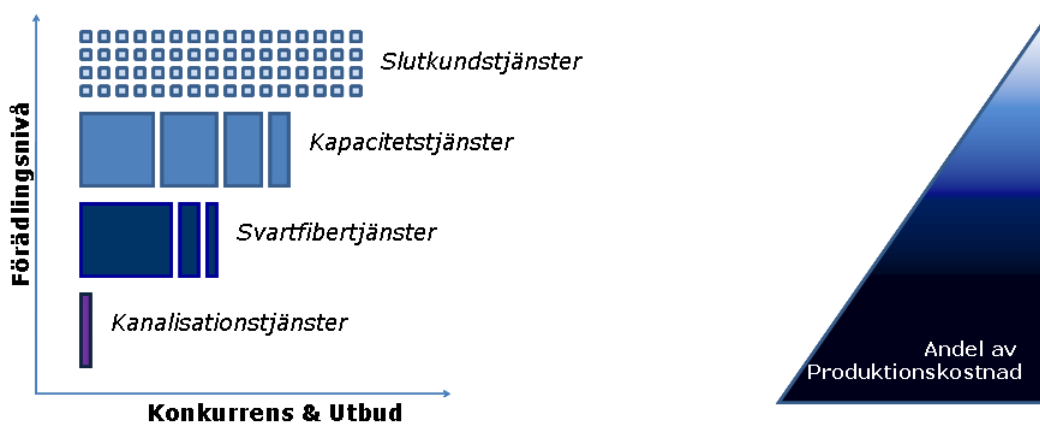 Slutkundstjänster
Kapacitetstjänster
Svartfibertjänster
Kanalisationstjänster
Förädlingsnivå
Konkurrens & Utbud
Andel av
Produktionskostnad